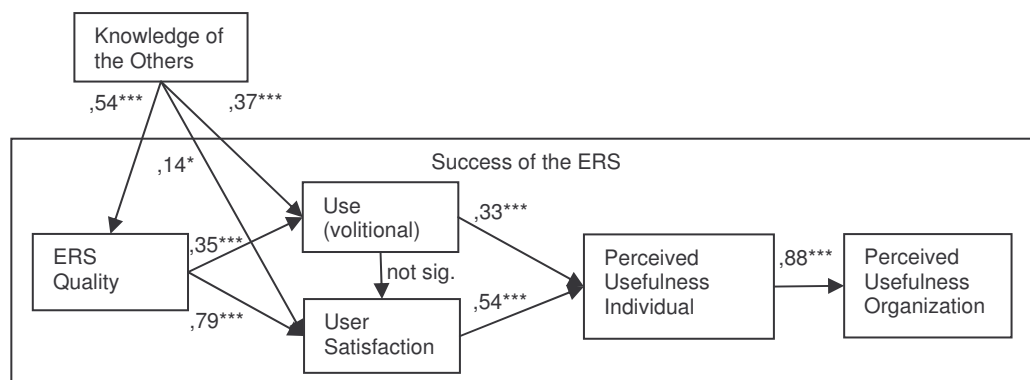 Knowledge of
the Others
,54***
,37***
Success of the ERS
,14*
Use
(volitional)
,33***
ERS
Quality
,35***
not sig.
Perceived
Usefulness
Individual
,88***
Perceived
Usefulness
Organization
,79***
User
Satisfaction
,54***